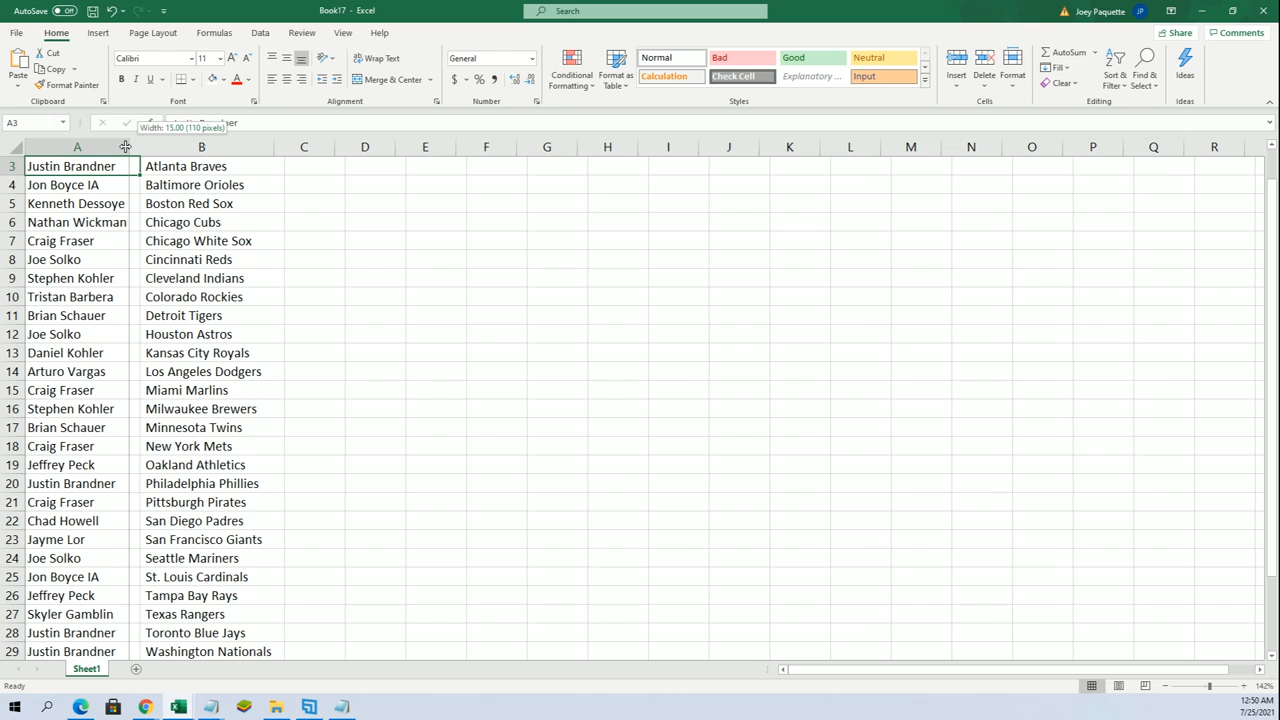 AutoSave Off Book17 - Excel Search Joey Paquette JP
File Home Insert Page Layout Formulas Data Review View Help Share Comments
Paste Cut Copy Format Painter Clipboard
Calibri 11 B I U A Font
Wrap Text Merge & Center Alignment
General $ % Number
Conditional Formatting Format as Table
Normal Bad Good Neutral
Calculation Check Cell Explanatory ... Input
Styles
Insert Delete Format Cells
AutoSum Fill Clear Sort & Filter Find & Select Editing
Ideas Ideas
A3 Width: 15.00 (110 pixels)
A B C D E F G H I J K L M N O P Q R
3 Justin Brandner Atlanta Braves
4 Jon Boyce IA Baltimore Orioles
5 Kenneth Dessoye Boston Red Sox
6 Nathan Wickman Chicago Cubs
7 Craig Fraser Chicago White Sox
8 Joe Solko Cincinnati Reds
9 Stephen Kohler Cleveland Indians
10 Tristan Barbera Colorado Rockies
11 Brian Schauer Detroit Tigers
12 Joe Solko Houston Astros
13 Daniel Kohler Kansas City Royals
14 Arturo Vargas Los Angeles Dodgers
15 Craig Fraser Miami Marlins
16 Stephen Kohler Milwaukee Brewers
17 Brian Schauer Minnesota Twins
18 Craig Fraser New York Mets
19 Jeffrey Peck Oakland Athletics
20 Justin Brandner Philadelphia Phillies
21 Craig Fraser Pittsburgh Pirates
22 Chad Howell San Diego Padres
23 Jayme Lor San Francisco Giants
24 Joe Solko Seattle Mariners
25 Jon Boyce IA St. Louis Cardinals
26 Jeffrey Peck Tampa Bay Rays
27 Skyler Gamblin Texas Rangers
28 Justin Brandner Toronto Blue Jays
29 Justin Brandner Washington Nationals
Sheet1
Ready 142%
12:50 AM
7/25/2021